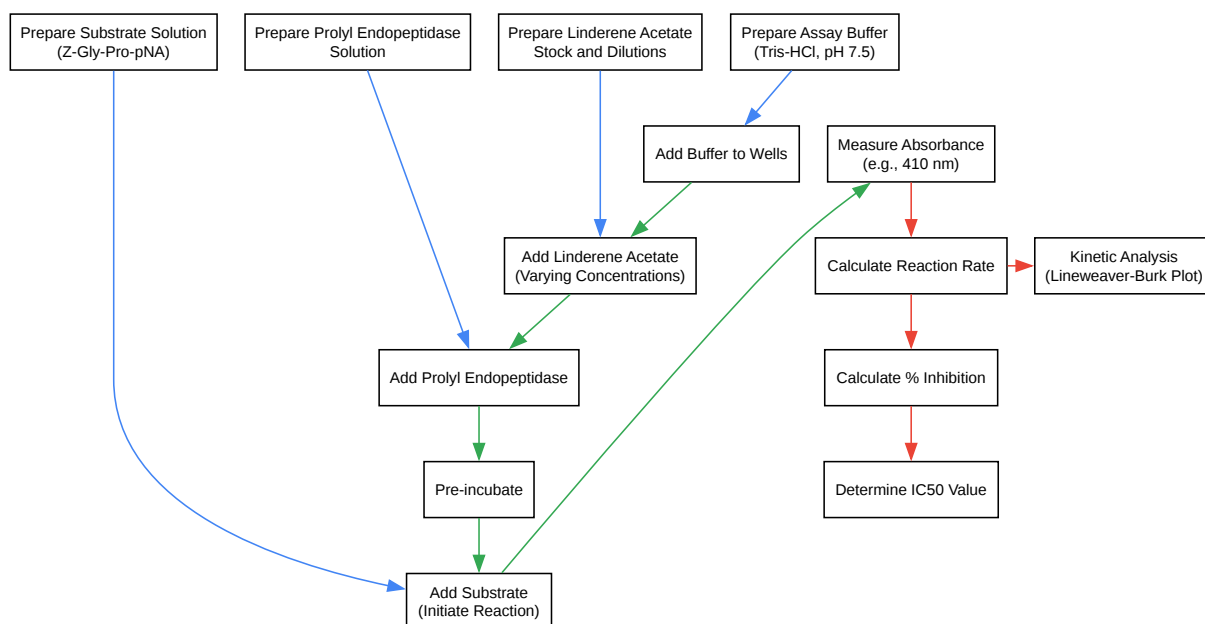 Prepare Substrate Solution
(Z-Gly-Pro-pNA)
Prepare Prolyl Endopeptidase
Solution
Prepare Linderene Acetate
Stock and Dilutions
Prepare Assay Buffer
(Tris-HCl, pH 7.5)
Add Buffer to Wells
Measure Absorbance
(e.g., 410 nm)
Add Linderene Acetate
(Varying Concentrations)
Calculate Reaction Rate
Kinetic Analysis
(Lineweaver-Burk Plot)
Add Prolyl Endopeptidase
Calculate % Inhibition
Pre-incubate
Determine IC50 Value
Add Substrate
(Initiate Reaction)